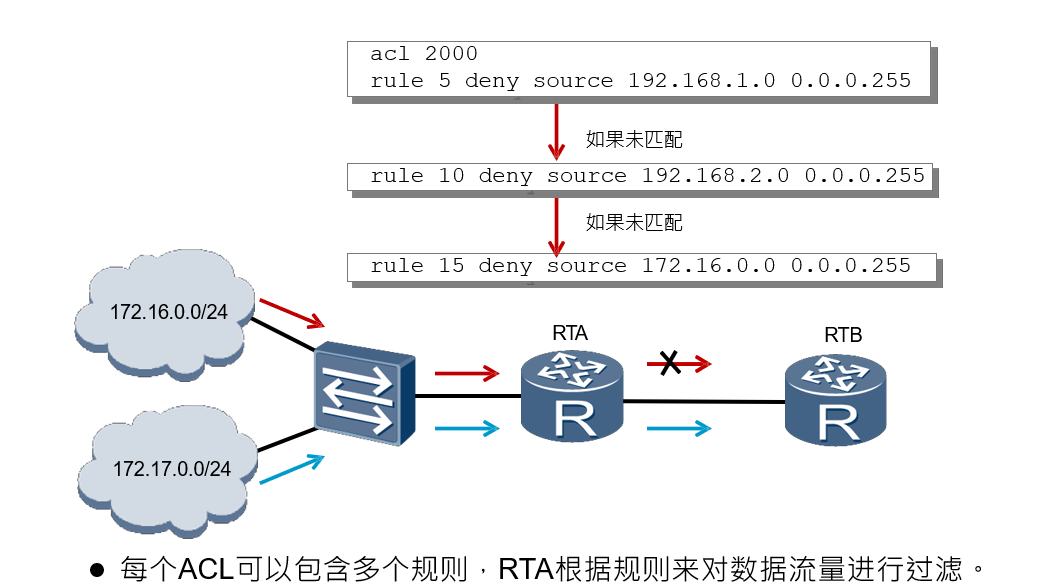 acl 2000
rule 5 deny source 192.168.1.0 0.0.0.255
如果未匹配
rule 10 deny source 192.168.2.0 0.0.0.255
如果未匹配
rule 15 deny source 172.16.0.0 0.0.0.255
172.16.0.0/24
RTA
RTB
R
R
172.17.0.0/24
● 每个ACL可以包含多个规则，RTA根据规则来对数据流量进行过滤。